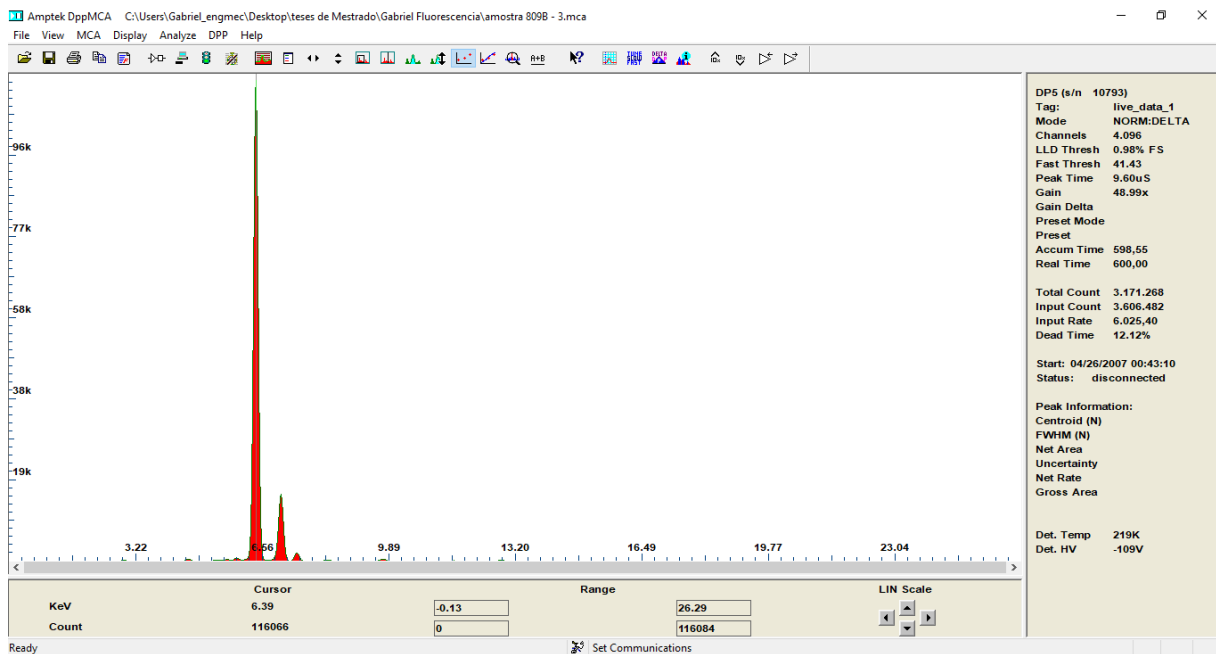 Amptek DppMCA    C:\Users\Gabriel_engmec\Desktop\teses de Mestrado\Gabriel Fluorescencia\amostra 809B - 3.mca
File View MCA Display Analyze DPP Help
A+B
96k
77k
58k
38k
19k
3.22 6.56 9.89 13.20 16.49 19.77 23.04
DP5 (s/n 10793)
Tag: live_data_1
Mode NORM:DELTA
Channels 4.096
LLD Thresh 0.98% FS
Fast Thresh 41.43
Peak Time 9.60uS
Gain 48.99x
Gain Delta
Preset Mode
Preset
Accum Time 598,55
Real Time 600,00
Total Count 3.171.268
Input Count 3.606.482
Input Rate 6.025,40
Dead Time 12.12%
Start: 04/26/2007 00:43:10
Status: disconnected
Peak Information:
Centroid (N)
FWHM (N)
Net Area
Uncertainty
Net Rate
Gross Area
Det. Temp 219K
Det. HV -109V
Cursor Range LIN Scale
KeV 6.39 -0.13 26.29
Count 116066 0 116084
Ready Set Communications